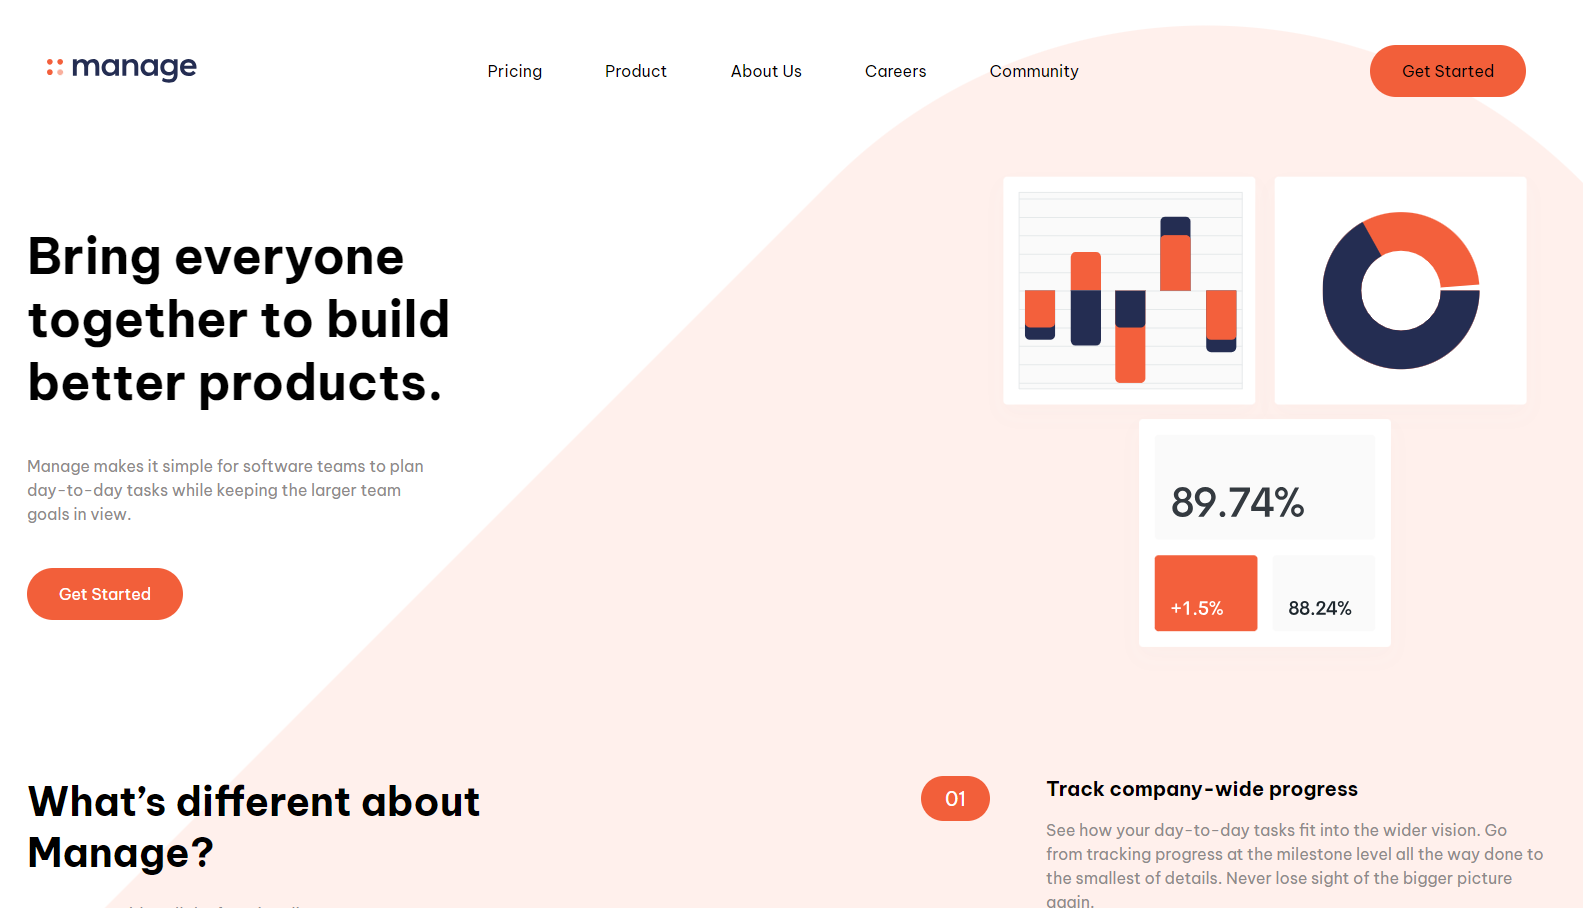 manage
Pricing
Product
About Us
Careers
Community
Get Started
Bring everyone
together to build
better products.
Manage makes it simple for software teams to plan
day-to-day tasks while keeping the larger team
goals in view.
Get Started
89.74%
+1.5%
88.24%
What’s different about
Manage?
01
Track company-wide progress
See how your day-to-day tasks fit into the wider vision. Go
from tracking progress at the milestone level all the way done to
the smallest of details. Never lose sight of the bigger picture
again.